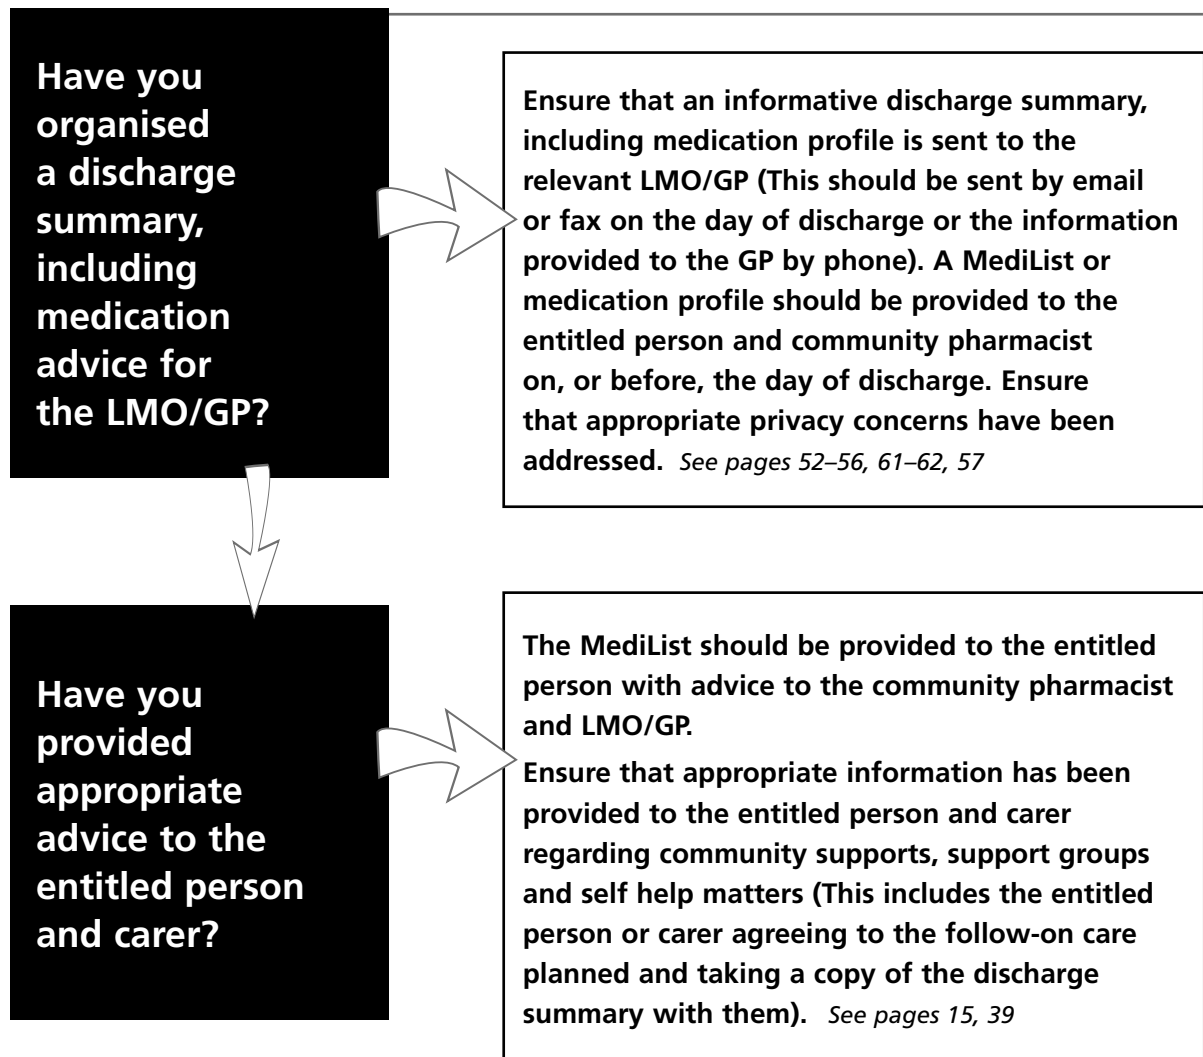 Have you
organised
a discharge
summary,
including
medication
advice for
the LMO/GP?
Ensure that an informative discharge summary,
including medication profile is sent to the
relevant LMO/GP (This should be sent by email
or fax on the day of discharge or the information
provided to the GP by phone). A MediList or
medication profile should be provided to the
entitled person and community pharmacist
on, or before, the day of discharge. Ensure
that appropriate privacy concerns have been
addressed. See pages 52–56, 61–62, 57
Have you
provided
appropriate
advice to the
entitled person
and carer?
The MediList should be provided to the entitled
person with advice to the community pharmacist
and LMO/GP.
Ensure that appropriate information has been
provided to the entitled person and carer
regarding community supports, support groups
and self help matters (This includes the entitled
person or carer agreeing to the follow-on care
planned and taking a copy of the discharge
summary with them). See pages 15, 39